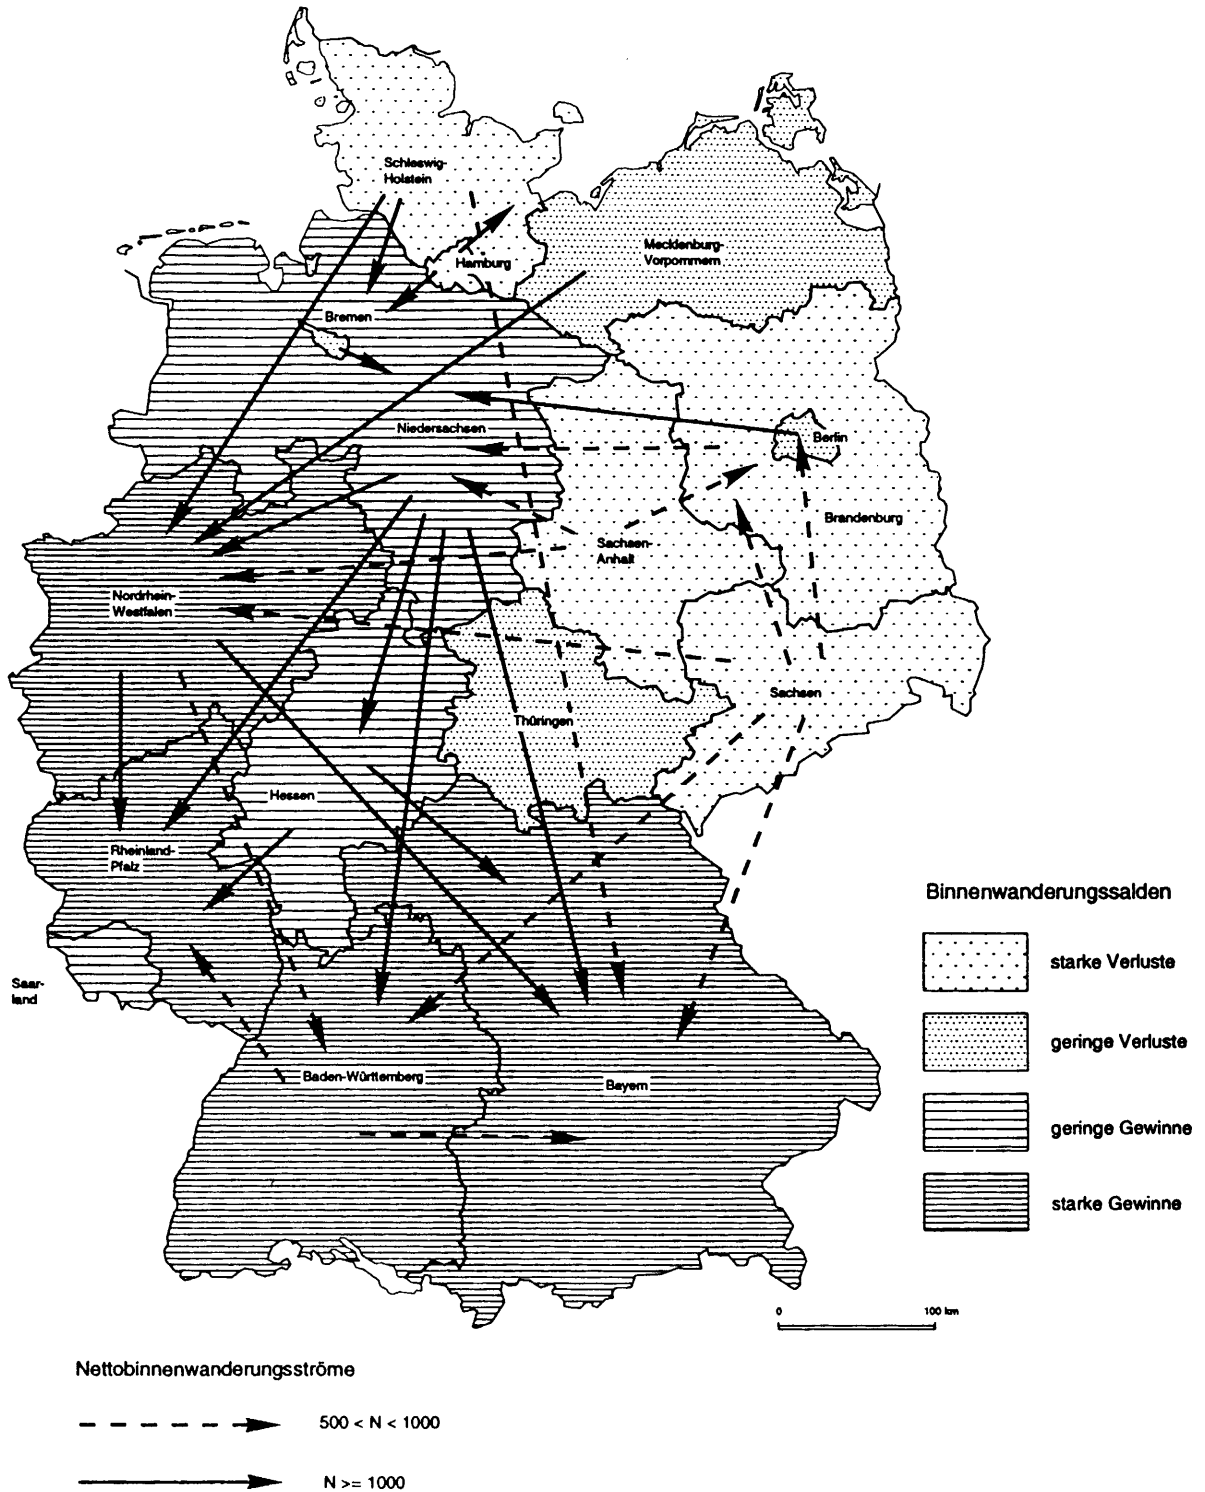 Schleswig-
Holstein
Mecklenburg-
Vorpommern
Hamburg
Bremen
Niedersachsen
Berlin
Brandenburg
Sachsen-
Anhalt
Nordrhein-
Westfalen
Sachsen
Thüringen
Hessen
Rheinland-
Pfalz
Saar-
land
Baden-Württemberg
Bayern
Binnenwanderungssalden
starke Verluste
geringe Verluste
geringe Gewinne
starke Gewinne
0 100 km
Nettobinnenwanderungsströme
500 < N < 1000
N >= 1000